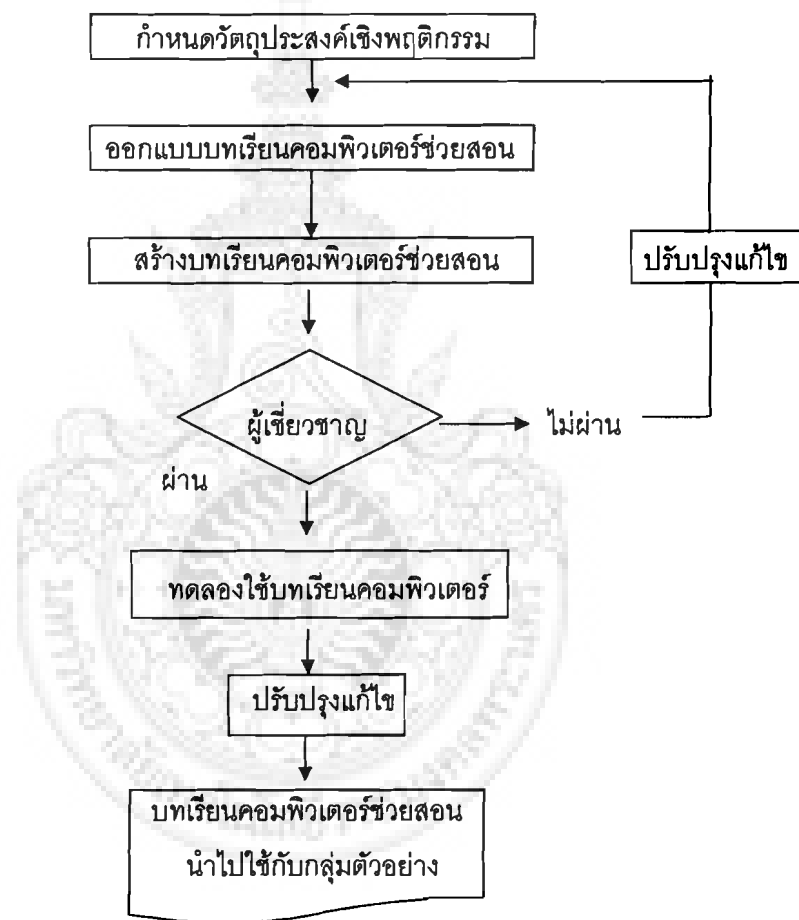 กำหนดวัตถุประสงค์เชิงพฤติกรรม
ออกแบบบทเรียนคอมพิวเตอร์ช่วยสอน
สร้างบทเรียนคอมพิวเตอร์ช่วยสอน
ปรับปรุงแก้ไข
ผู้เชี่ยวชาญ
ไม่ผ่าน
ผ่าน
ทดลองใช้บทเรียนคอมพิวเตอร์
ปรับปรุงแก้ไข
บทเรียนคอมพิวเตอร์ช่วยสอน
นำไปใช้กับกลุ่มตัวอย่าง